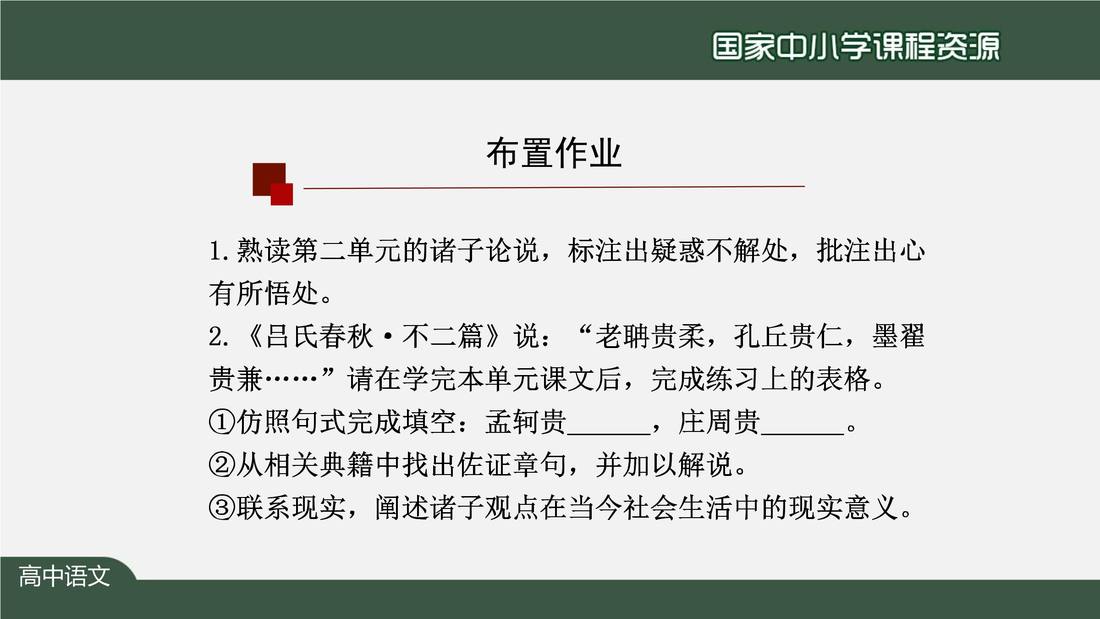 国家中小学课程资源
布置作业
1.熟读第二单元的诸子论说，标注出疑惑不解处，批注出心
有所悟处。
2.《吕氏春秋·不二篇》说：“老聃贵柔，孔丘贵仁，墨翟
贵兼……”请在学完本单元课文后，完成练习上的表格。
①仿照句式完成填空：孟轲贵______，庄周贵______。
②从相关典籍中找出佐证章句，并加以解说。
③联系现实，阐述诸子观点在当今社会生活中的现实意义。
高中语文